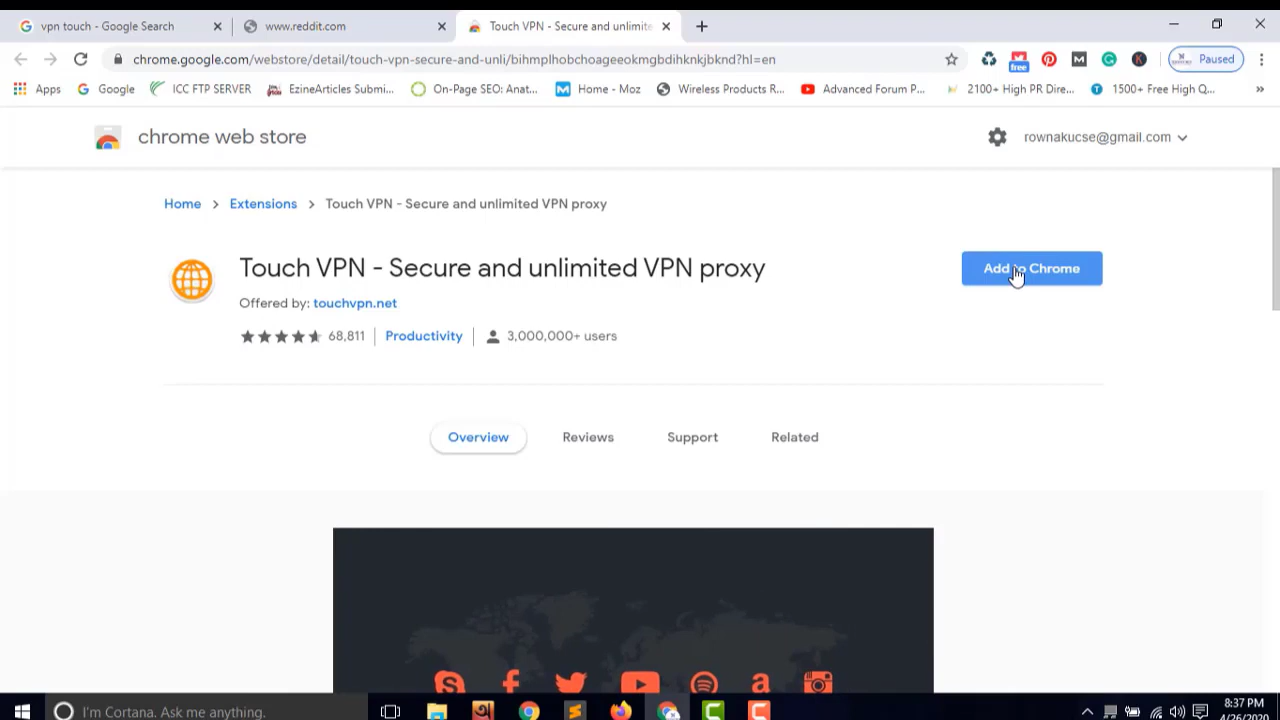 vpn touch - Google Search
www.reddit.com
Touch VPN - Secure and unlimite
chrome.google.com/webstore/detail/touch-vpn-secure-and-unli/bihmplhobchoageeokmgbdihknkjbknd?hl=en
free
M
G
K
Paused
Apps
Google
ICC FTP SERVER
EzineArticles Submi...
On-Page SEO: Anat...
Home - Moz
Wireless Products R...
Advanced Forum P...
2100+ High PR Dire...
1500+ Free High Q...
chrome web store
rownakucse@gmail.com
Home > Extensions > Touch VPN - Secure and unlimited VPN proxy
Touch VPN - Secure and unlimited VPN proxy
Add to Chrome
Offered by: touchvpn.net
68,811
Productivity
3,000,000+ users
Overview
Reviews
Support
Related
I'm Cortana. Ask me anything.
8:37 PM
4/26/2020